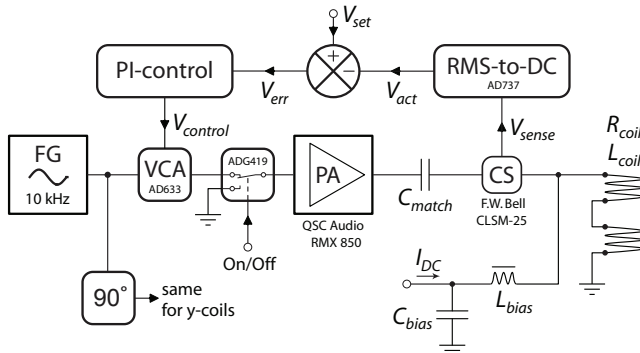 V_set
PI-control
+
−
RMS-to-DC
AD737
V_err
V_act
V_control
V_sense
R_coil
L_coil
FG
10 kHz
VCA
AD633
ADG419
PA
C_match
CS
QSC Audio
RMX 850
F.W. Bell
CLSM-25
On/Off
I_DC
90°
same
for y-coils
C_bias
L_bias